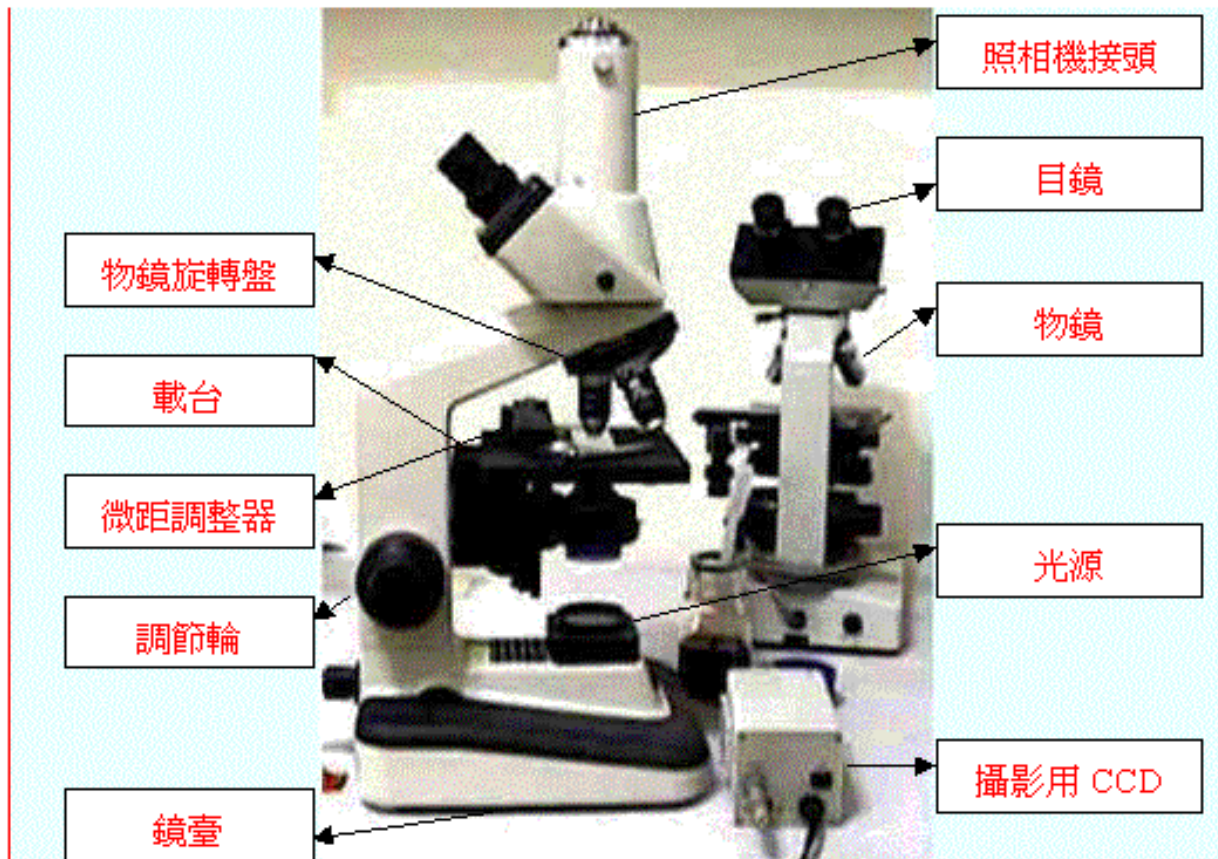 照相機接頭
目鏡
物鏡旋轉盤
物鏡
載台
微距調整器
光源
調節輪
攝影用 CCD
鏡臺